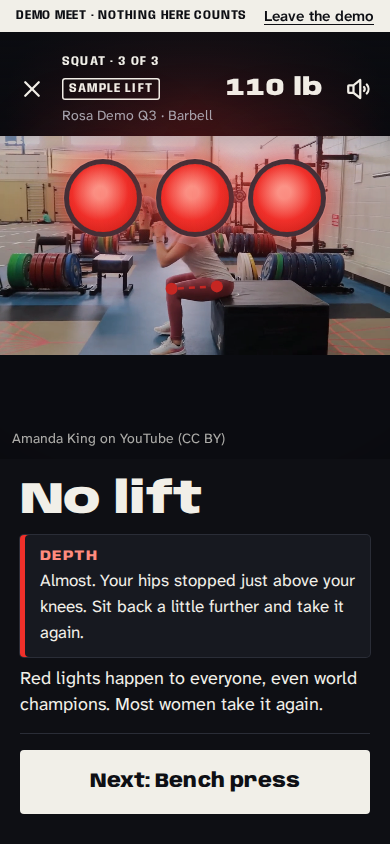 DEMO MEET · NOTHING HERE COUNTS Leave the demo
SQUAT · 3 OF 3
SAMPLE LIFT
110 lb
Rosa Demo Q3 · Barbell
Amanda King on YouTube (CC BY)
No lift
DEPTH
Almost. Your hips stopped just above your
knees. Sit back a little further and take it
again.
Red lights happen to everyone, even world
champions. Most women take it again.
Next: Bench press